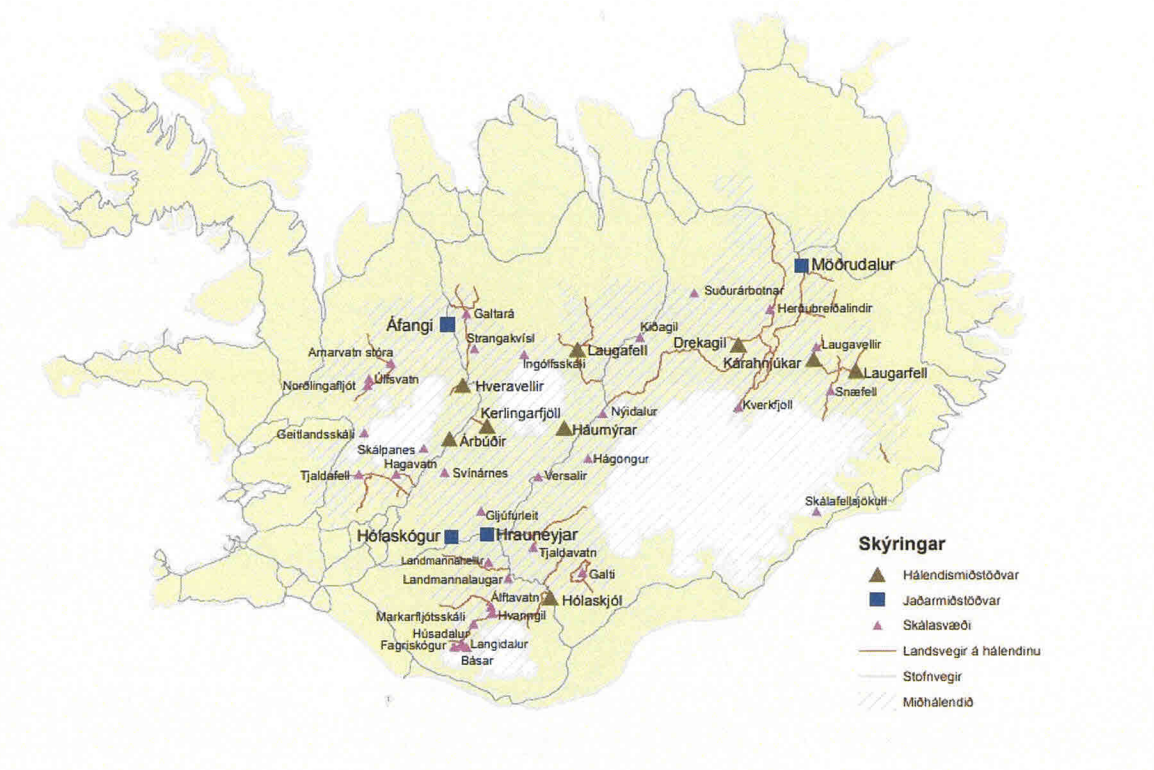 Möðrudalur
Suðurárbotnar
Herðubreiðalindir
Galtará
Áfangi
Kiðagil
Strangakvísl
Drekagil
Laugavellir
Laugafell
Arnarvatn stóra
Ingólfsskáli
Kárahnjúkar
Laugarfell
Úlfsvatn
Norðlingafljót
Hveravellir
Snæfell
Kverkfjöll
Nýidalur
Kerlingarfjöll
Geitlandsskáli
Háumýrar
Árbúðir
Skálpanes
Hágöngur
Hagavatn
Tjaldafell
Svínárnes
Versalir
Skálafellsjökull
Gljúfurleit
Hólaskógur
Hrauneyjar
Tjaldavatn
Landmannahellir
Galti
Landmannalaugar
Álftavatn
Hólaskjól
Hvanngil
Markarfljótsskáli
Húsadalur
Fagriskógur
Langidalur
Básar
Skýringar
Hálendismiðstöðvar
Jaðarmiðstöðvar
Skálasvæði
Landsvegir á hálendinu
Stofnvegir
Miðhálendið